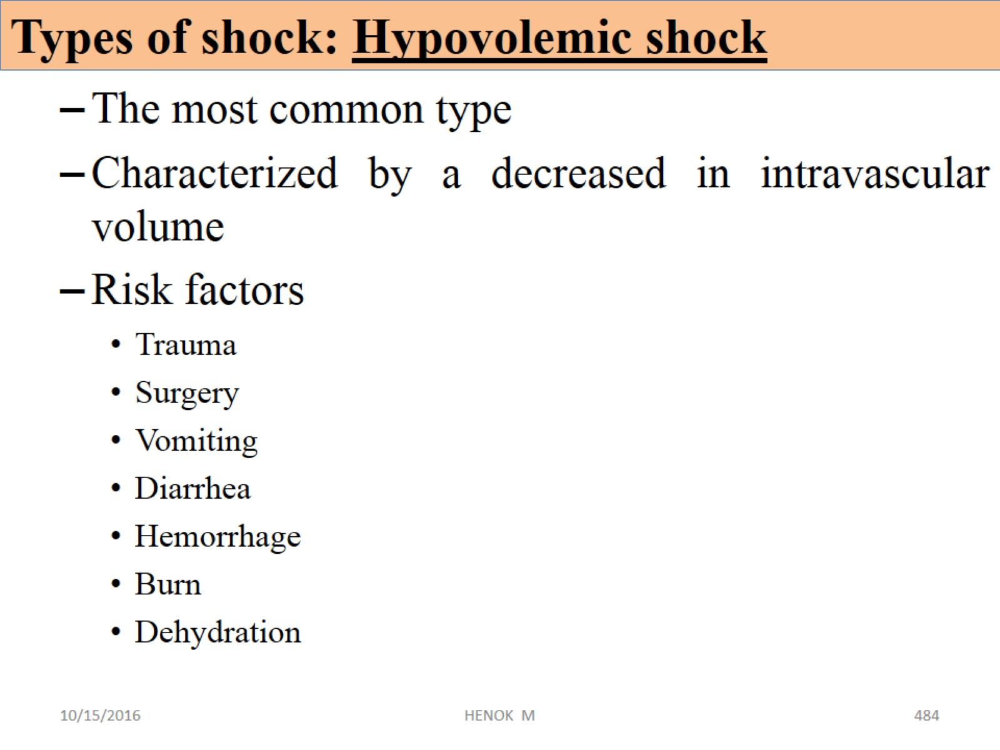 Types of shock: Hypovolemic shock
– The most common type
– Characterized by a decreased in intravascular
volume
– Risk factors
• Trauma
• Surgery
• Vomiting
• Diarrhea
• Hemorrhage
• Burn
• Dehydration
10/15/2016 HENOK M 484